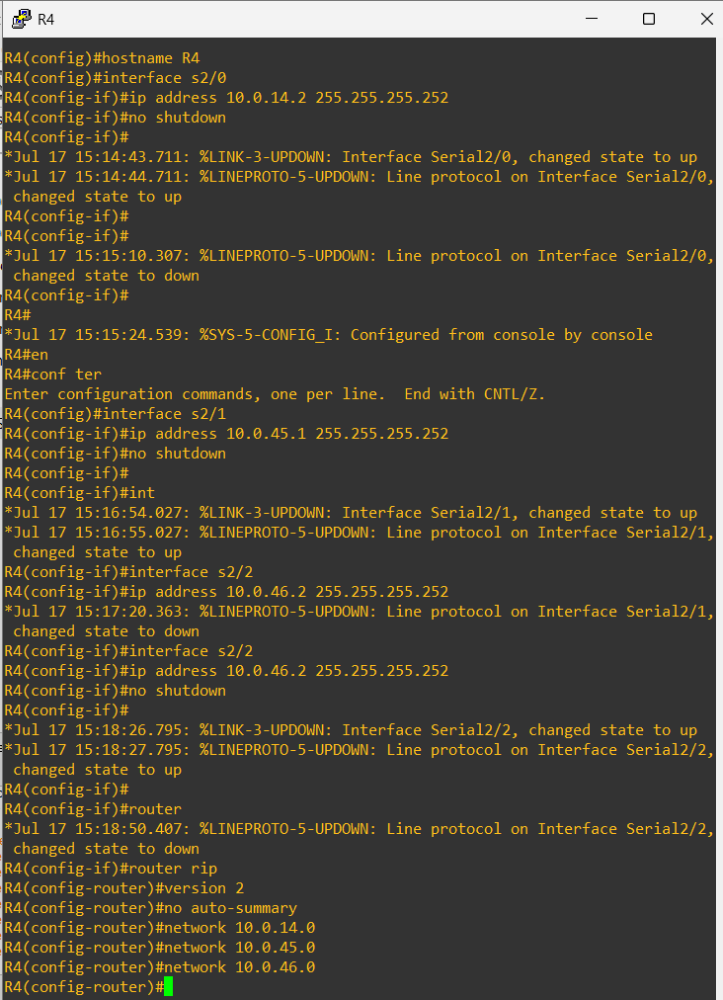 R4
R4(config)#hostname R4
R4(config)#interface s2/0
R4(config-if)#ip address 10.0.14.2 255.255.255.252
R4(config-if)#no shutdown
R4(config-if)#
*Jul 17 15:14:43.711: %LINK-3-UPDOWN: Interface Serial2/0, changed state to up
*Jul 17 15:14:44.711: %LINEPROTO-5-UPDOWN: Line protocol on Interface Serial2/0,
 changed state to up
R4(config-if)#
R4(config-if)#
*Jul 17 15:15:10.307: %LINEPROTO-5-UPDOWN: Line protocol on Interface Serial2/0,
 changed state to down
R4(config-if)#
R4#
*Jul 17 15:15:24.539: %SYS-5-CONFIG_I: Configured from console by console
R4#en
R4#conf ter
Enter configuration commands, one per line.  End with CNTL/Z.
R4(config)#interface s2/1
R4(config-if)#ip address 10.0.45.1 255.255.255.252
R4(config-if)#no shutdown
R4(config-if)#
R4(config-if)#int
*Jul 17 15:16:54.027: %LINK-3-UPDOWN: Interface Serial2/1, changed state to up
*Jul 17 15:16:55.027: %LINEPROTO-5-UPDOWN: Line protocol on Interface Serial2/1,
 changed state to up
R4(config-if)#interface s2/2
R4(config-if)#ip address 10.0.46.2 255.255.255.252
*Jul 17 15:17:20.363: %LINEPROTO-5-UPDOWN: Line protocol on Interface Serial2/1,
 changed state to down
R4(config-if)#interface s2/2
R4(config-if)#ip address 10.0.46.2 255.255.255.252
R4(config-if)#no shutdown
R4(config-if)#
*Jul 17 15:18:26.795: %LINK-3-UPDOWN: Interface Serial2/2, changed state to up
*Jul 17 15:18:27.795: %LINEPROTO-5-UPDOWN: Line protocol on Interface Serial2/2,
 changed state to up
R4(config-if)#
R4(config-if)#router
*Jul 17 15:18:50.407: %LINEPROTO-5-UPDOWN: Line protocol on Interface Serial2/2,
 changed state to down
R4(config-if)#router rip
R4(config-router)#version 2
R4(config-router)#no auto-summary
R4(config-router)#network 10.0.14.0
R4(config-router)#network 10.0.45.0
R4(config-router)#network 10.0.46.0
R4(config-router)#